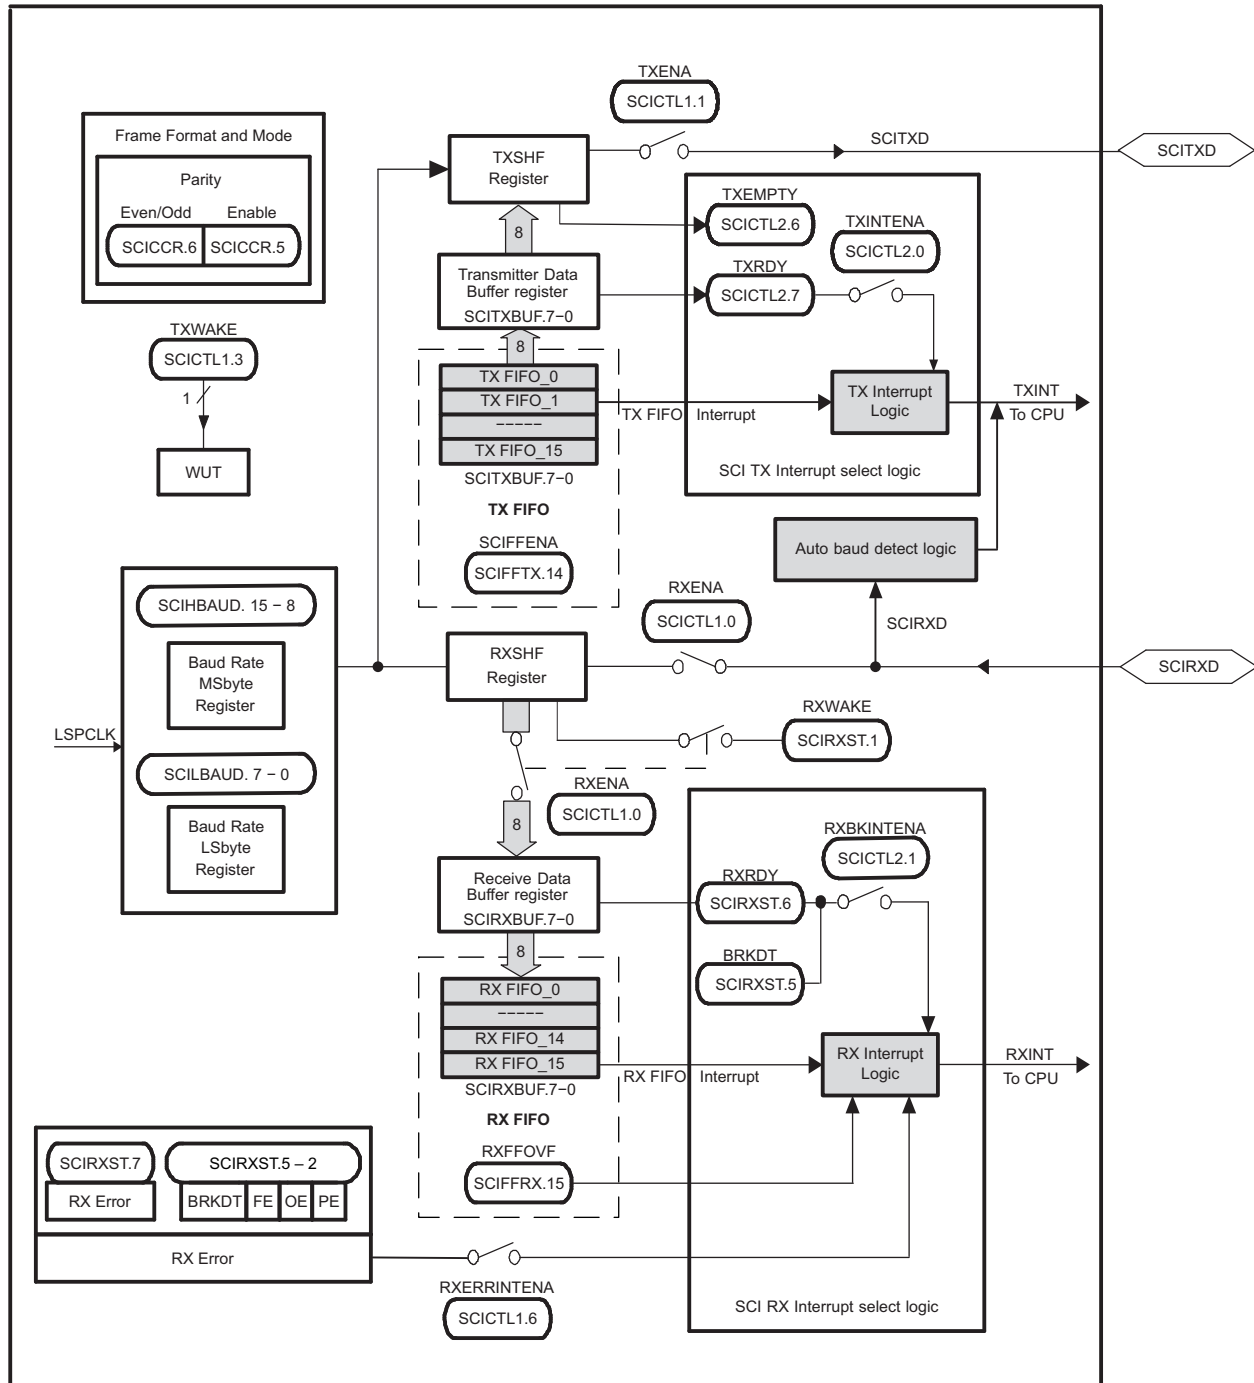 TXENA
SCICTL1.1
Frame Format and Mode
Parity
Even/Odd
Enable
SCICCR.6
SCICCR.5
TXWAKE
SCICTL1.3
1
WUT
TXSHF
Register
8
Transmitter Data
Buffer register
SCITXBUF.7−0
8
TX FIFO_0
TX FIFO_1
−−−−−
TX FIFO_15
SCITXBUF.7−0
TX FIFO
SCIFFENA
SCIFFTX.14
SCITXD
SCITXD
TXEMPTY
SCICTL2.6
TXINTENA
SCICTL2.0
TXRDY
SCICTL2.7
TX FIFO Interrupt
TX Interrupt
Logic
TXINT
To CPU
SCI TX Interrupt select logic
Auto baud detect logic
SCIRXD
RXENA
SCICTL1.0
SCIRXD
LSPCLK
SCIHBAUD. 15 − 8
Baud Rate
MSbyte
Register
SCILBAUD. 7 − 0
Baud Rate
LSbyte
Register
RXSHF
Register
RXWAKE
SCIRXST.1
RXENA
SCICTL1.0
8
Receive Data
Buffer register
SCIRXBUF.7−0
8
RX FIFO_0
−−−−−
RX FIFO_14
RX FIFO_15
SCIRXBUF.7−0
RX FIFO
RXFFOVF
SCIFFRX.15
RXBKINTENA
SCICTL2.1
RXRDY
SCIRXST.6
BRKDT
SCIRXST.5
RX FIFO Interrupt
RX Interrupt
Logic
RXINT
To CPU
SCI RX Interrupt select logic
SCIRXST.7
SCIRXST.5 – 2
RX Error
BRKDT
FE
OE
PE
RX Error
RXERRINTENA
SCICTL1.6